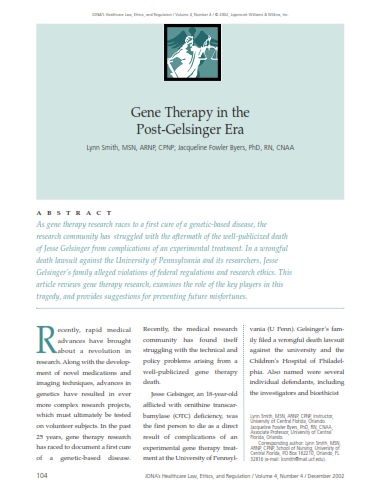 JONA's Healthcare Law, Ethics, and Regulation / Volume 4, Number 4 / © 2002, Lippincott Williams & Wilkins, Inc.
Gene Therapy in the
Post-Gelsinger Era
Lynn Smith, MSN, ARNP, CPNP; Jacqueline Fowler Byers, PhD, RN, CNAA
ABSTRACT
As gene therapy research races to a first cure of a genetic-based disease, the
research community has struggled with the aftermath of the well-publicized death
of Jesse Gelsinger from complications of an experimental treatment. In a wrongful
death lawsuit against the University of Pennsylvania and its researchers, Jesse
Gelsinger's family alleged violations of federal regulations and research ethics. This
article reviews gene therapy research, examines the role of the key players in this
tragedy, and provides suggestions for preventing future misfortunes.
Recently, rapid medical
advances have brought
about a revolution in
research. Along with the develop-
ment of novel medications and
imaging techniques, advances in
genetics have resulted in ever
more complex research projects,
which must ultimately be tested
on volunteer subjects. In the past
25 years, gene therapy research
has raced to document a first cure
of a genetic-based disease.
Recently, the medical research
community has found itself
struggling with the technical and
policy problems arising from a
well-publicized gene therapy
death.
Jesse Gelsinger, an 18-year-old
afflicted with ornithine transcar-
bamylase (OTC) deficiency, was
the first person to die as a direct
result of complications of an
experimental gene therapy treat-
ment at the University of Pennsyl-
vania (U Penn). Gelsinger's fam-
ily filed a wrongful death lawsuit
against the university and the
Children's Hospital of Philadel-
phia. Also named were several
individual defendants, including
the investigators and bioethicist
Lynn Smith, MSN, ARNP, CPNP, Instructor,
University of Central Florida, Orlando.
Jacqueline Fowler Byers, PhD, RN, CNAA,
Associate Professor, University of Central
Florida, Orlando.
Corresponding author: Lynn Smith, MSN,
ARNP, CPNP, School of Nursing, University of
Central Florida, PO Box 162210, Orlando, FL
32816 (e-mail: lcsmith@mail.ucf.edu).
104
JONA's Healthcare Law, Ethics, and Regulation / Volume 4, Number 4 / December 2002